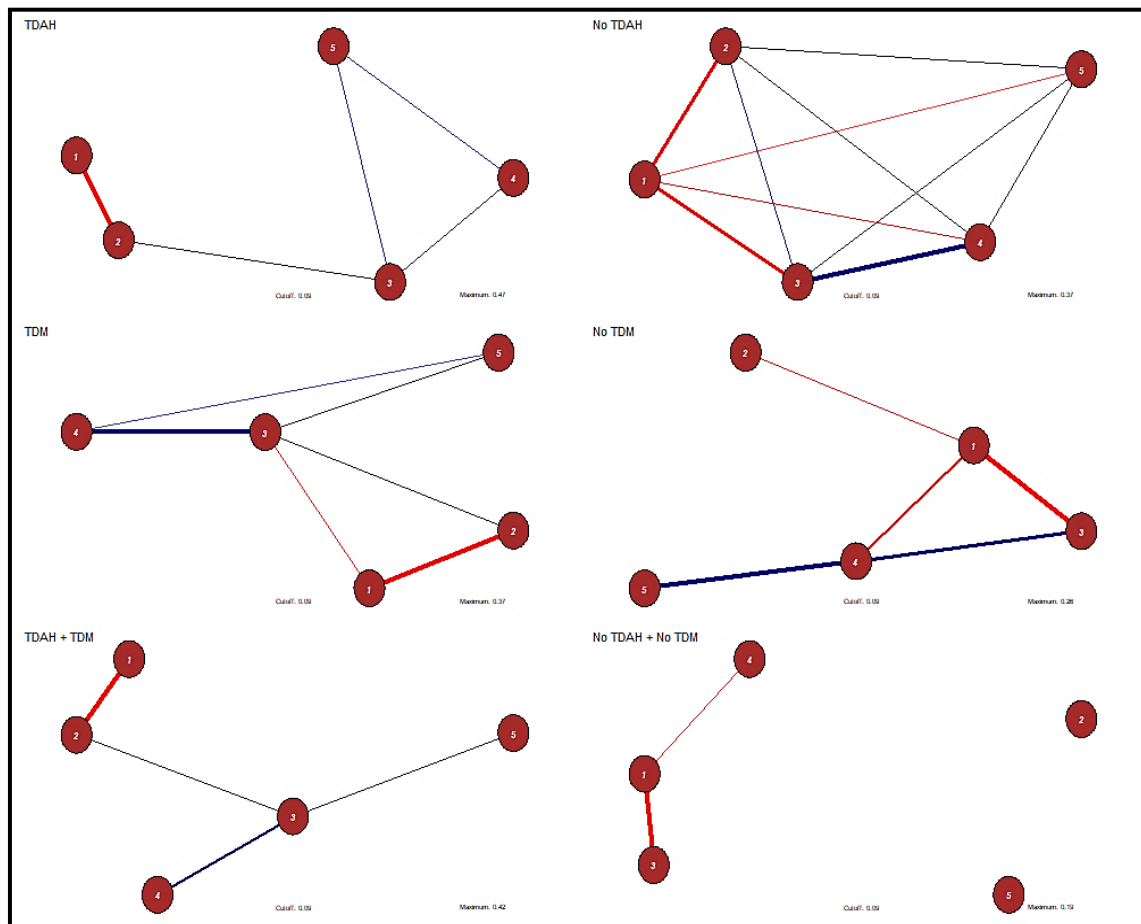 TDAH
5
1
4
2
3
Cutoff: 0.09 Maximum: 0.47
No TDAH
2
5
1
4
3
Cutoff: 0.09 Maximum: 0.37
TDM
5
4 3
2
1
Cutoff: 0.09 Maximum: 0.37
No TDM
2
1
3
4
5
Cutoff: 0.09 Maximum: 0.26
TDAH + TDM
1
2 5
3
4
Cutoff: 0.09 Maximum: 0.42
No TDAH + No TDM
4
2
1
3
5
Cutoff: 0.09 Maximum: 0.19